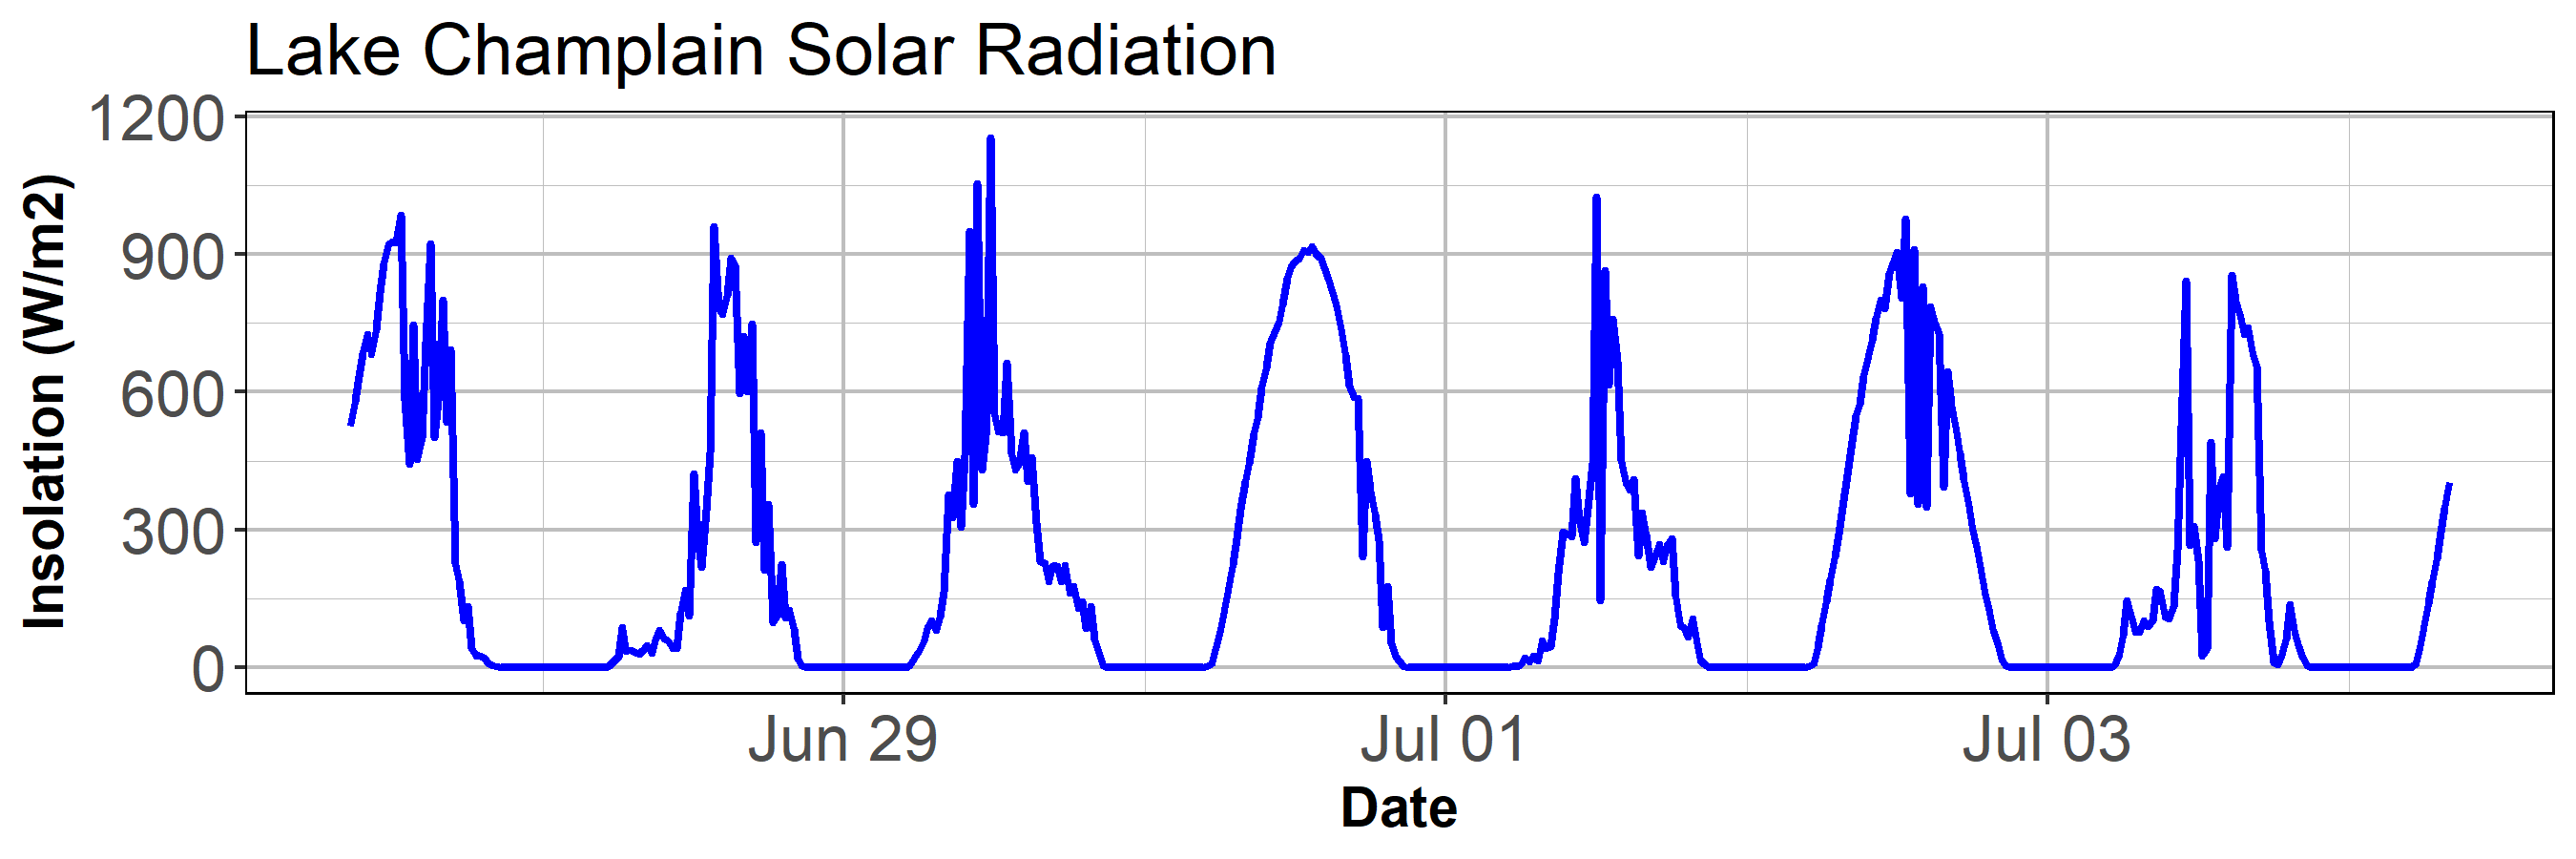 Lake Champlain Solar Radiation
1200
900
600
300
0
Insolation (W/m2)
Jun 29
Jul 01
Jul 03
Date